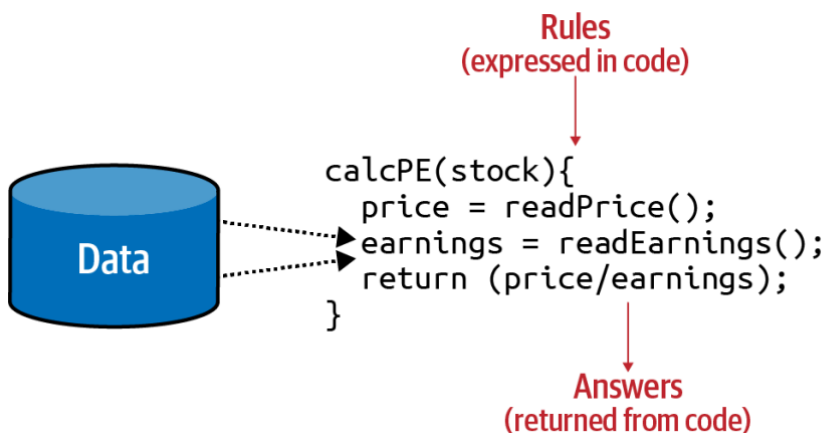 Rules
(expressed in code)
calcPE(stock){
price = readPrice();
Data
earnings = readEarnings();
return (price/earnings);
}
Answers
(returned from code)